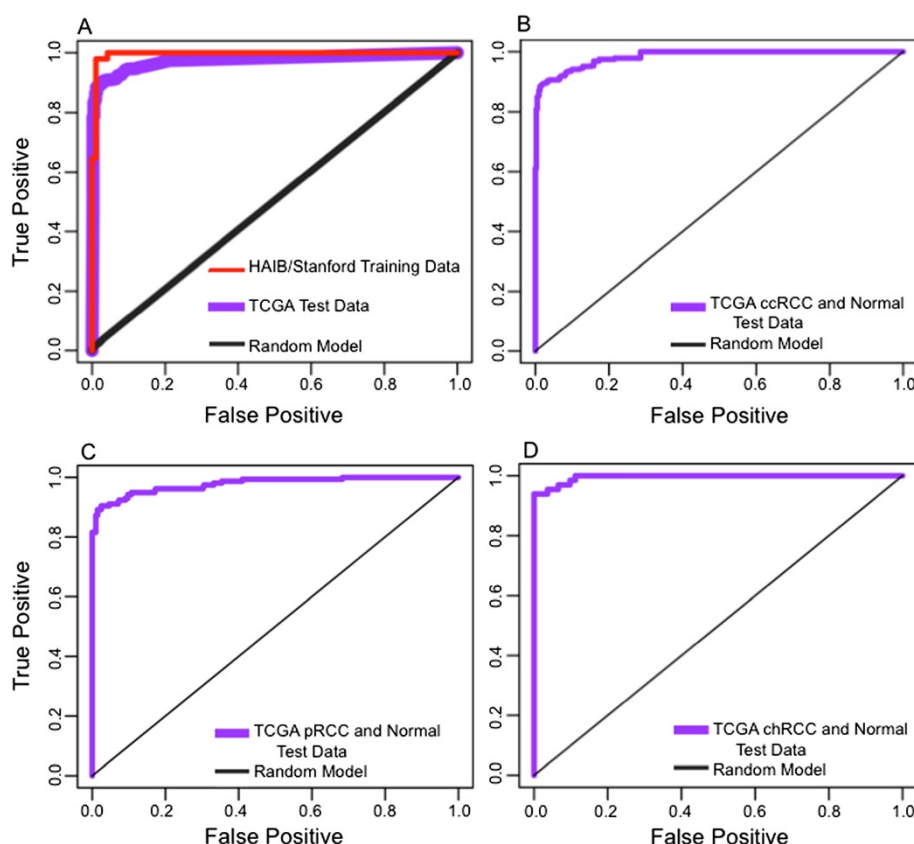 A
True Positive
1.0
0.8
0.6
0.4
0.2
0.0
HAIB/Stanford Training Data
TCGA Test Data
Random Model
0.0 0.2 0.4 0.6 0.8 1.0
False Positive
B
1.0
0.8
0.6
0.4
0.2
0.0
TCGA ccRCC and Normal
Test Data
Random Model
0.0 0.2 0.4 0.6 0.8 1.0
False Positive
C
True Positive
1.0
0.8
0.6
0.4
0.2
0.0
TCGA pRCC and Normal
Test Data
Random Model
0.0 0.2 0.4 0.6 0.8 1.0
False Positive
D
1.0
0.8
0.6
0.4
0.2
0.0
TCGA chRCC and Normal
Test Data
Random Model
0.0 0.2 0.4 0.6 0.8 1.0
False Positive